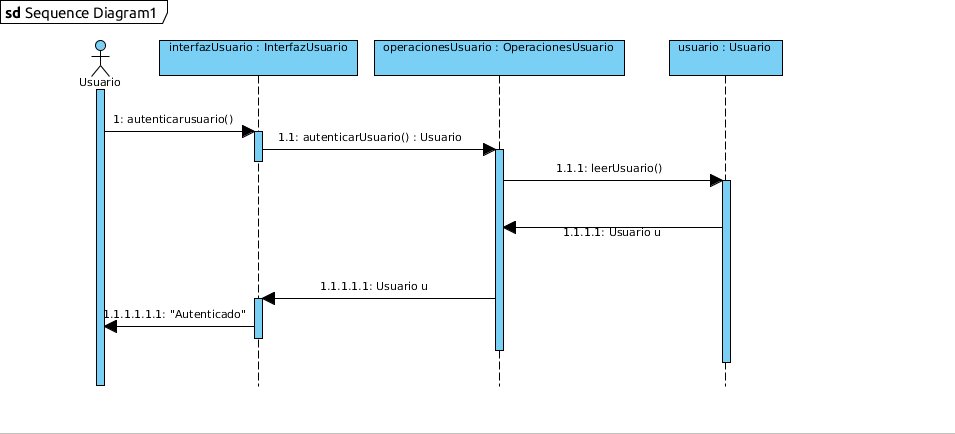 sd Sequence Diagram1
interfazUsuario : InterfazUsuario
operacionesUsuario : OperacionesUsuario
usuario : Usuario
Usuario
1: autenticarusuario()
1.1: autenticarUsuario() : Usuario
1.1.1: leerUsuario()
1.1.1.1: Usuario u
1.1.1.1.1: Usuario u
1.1.1.1.1.1: "Autenticado"